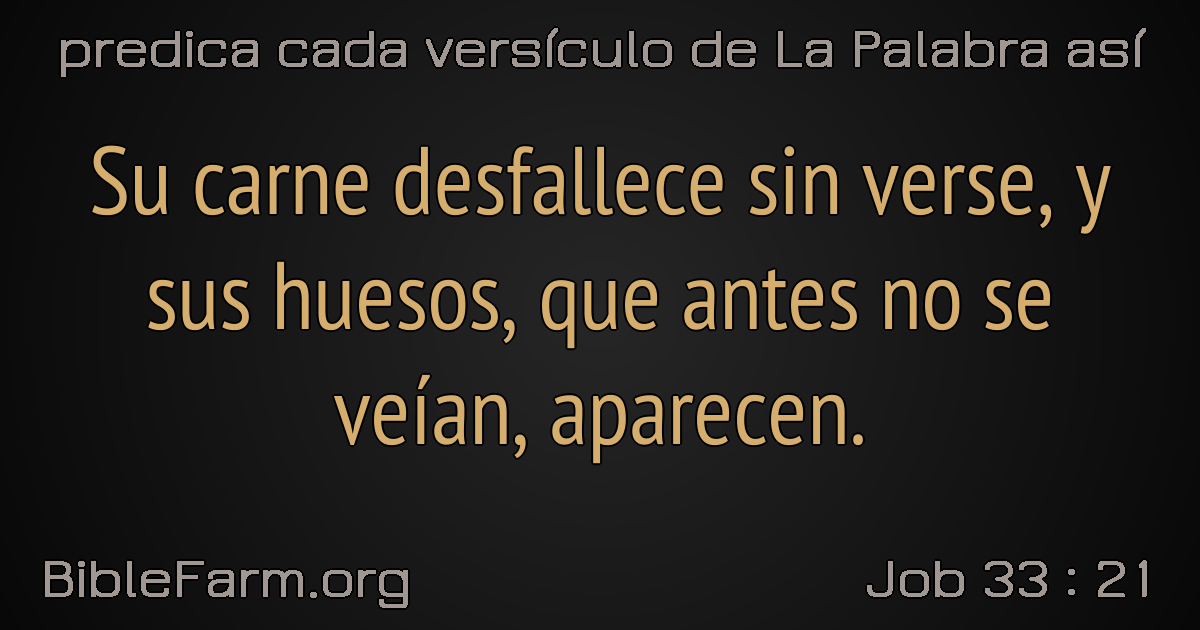 predica cada versículo de La Palabra así
Su carne desfallece sin verse, y
sus huesos, que antes no se
veían, aparecen.
BibleFarm.org
Job 33 : 21